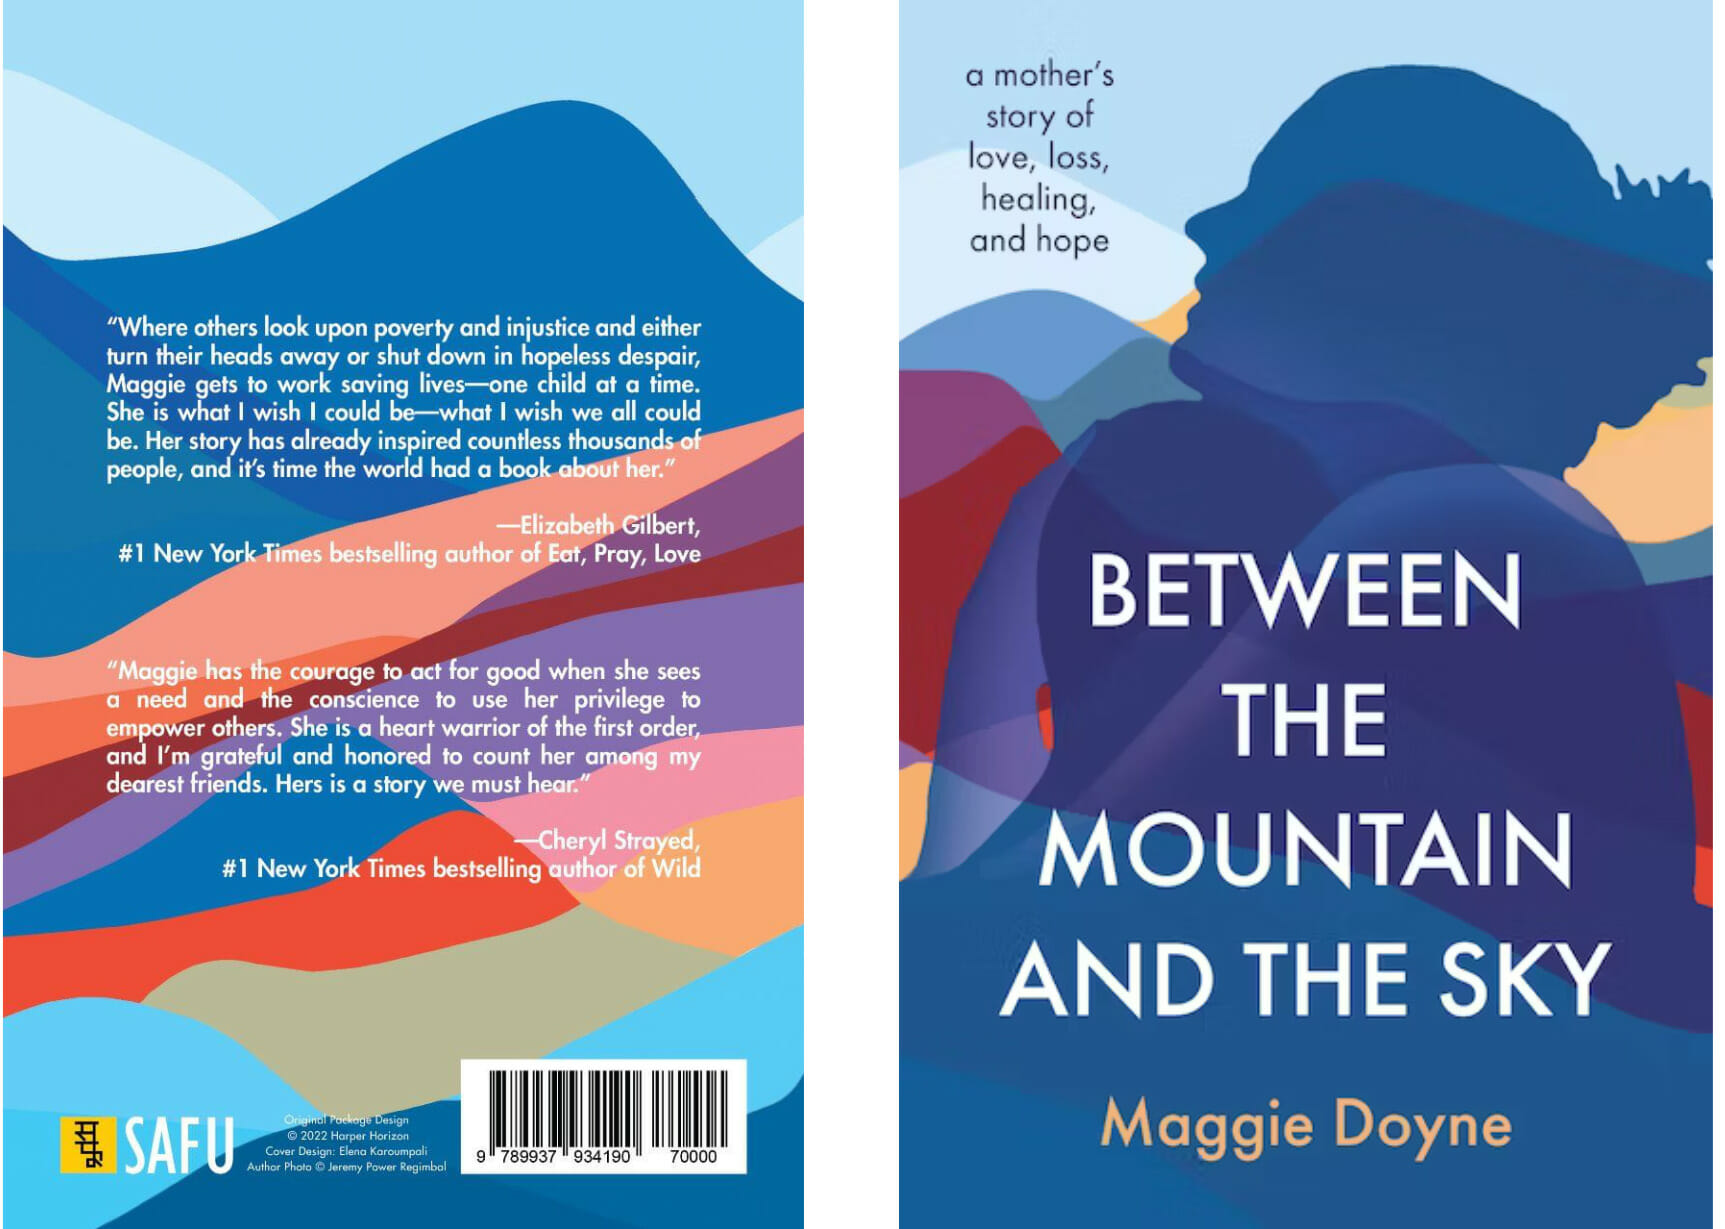 “Where others look upon poverty and injustice and either
turn their heads away or shut down in hopeless despair,
Maggie gets to work saving lives—one child at a time.
She is what I wish I could be—what I wish we all could
be. Her story has already inspired countless thousands of
people, and it’s time the world had a book about her.”
—Elizabeth Gilbert,
#1 New York Times bestselling author of Eat, Pray, Love
“Maggie has the courage to act for good when she sees
a need and the conscience to use her privilege to
empower others. She is a heart warrior of the first order,
and I’m grateful and honored to count her among my
dearest friends. Hers is a story we must hear.”
—Cheryl Strayed,
#1 New York Times bestselling author of Wild
SAFU
Original Package Design
© 2022 Harper Horizon
Cover Design: Elena Karoumpali
Author Photo © Jeremy Power Regimbal
9 789937 934190 70000
a mother’s
story of
love, loss,
healing,
and hope
BETWEEN
THE
MOUNTAIN
AND THE SKY
Maggie Doyne